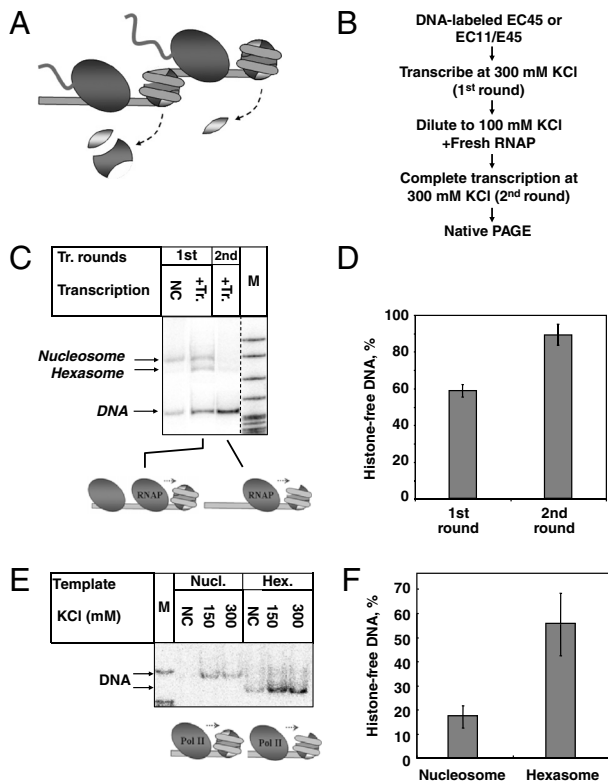 A
B
DNA-labeled EC45 or
EC11/E45
Transcribe at 300 mM KCl
(1st round)
Dilute to 100 mM KCl
+Fresh RNAP
Complete transcription at
300 mM KCl (2nd round)
Native PAGE
C
Tr. rounds 1st 2nd
Transcription NC +Tr. +Tr. M
Nucleosome
Hexasome
DNA
RNAP RNAP
D
Histone-free DNA, %
100
80
60
40
20
0
1st round
2nd round
E
Template Nucl. Hex.
KCl (mM) M NC 150 300 NC 150 300
DNA
Pol II Pol II
F
Histone-free DNA, %
70
60
50
40
30
20
10
0
Nucleosome Hexasome